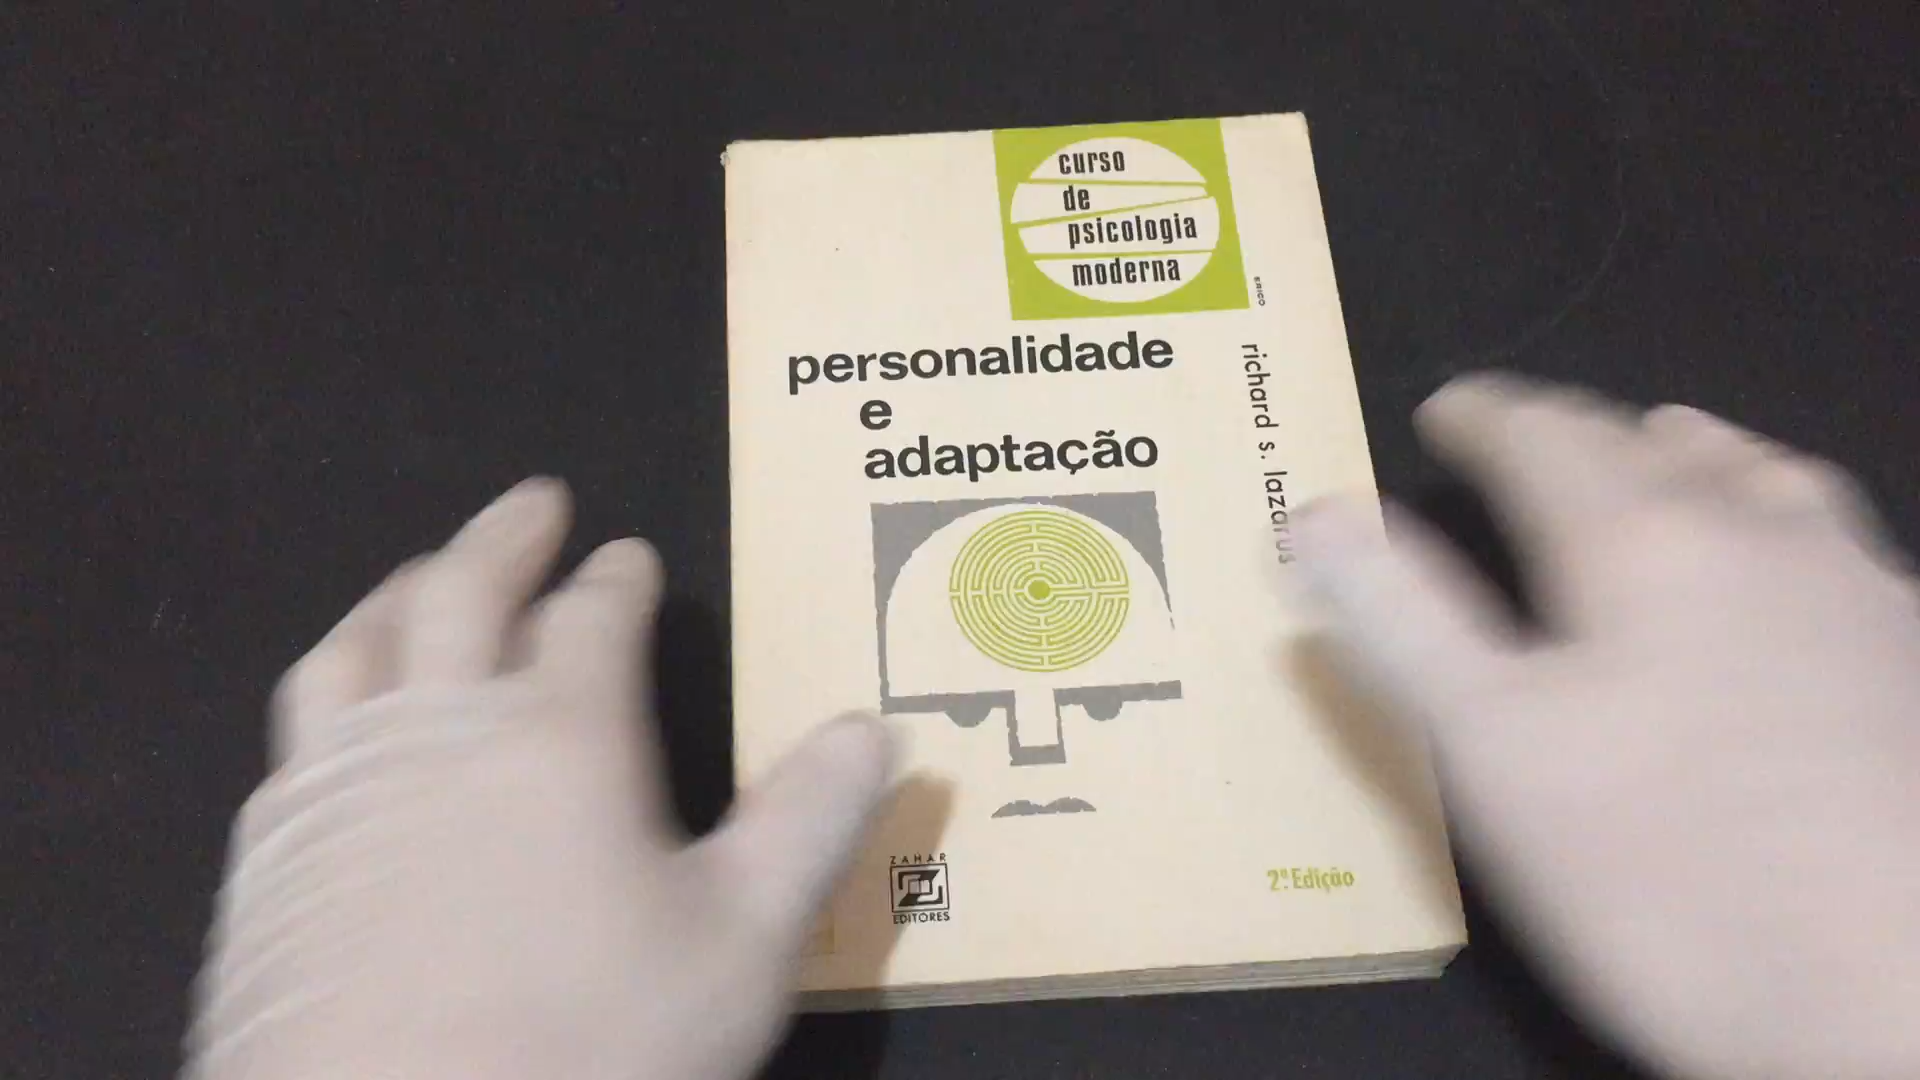 curso
de
psicologia
moderna
ERICO
personalidade
e
adaptação
richard s. lazarus
ZAHAR
EDITORES
2ª Edição